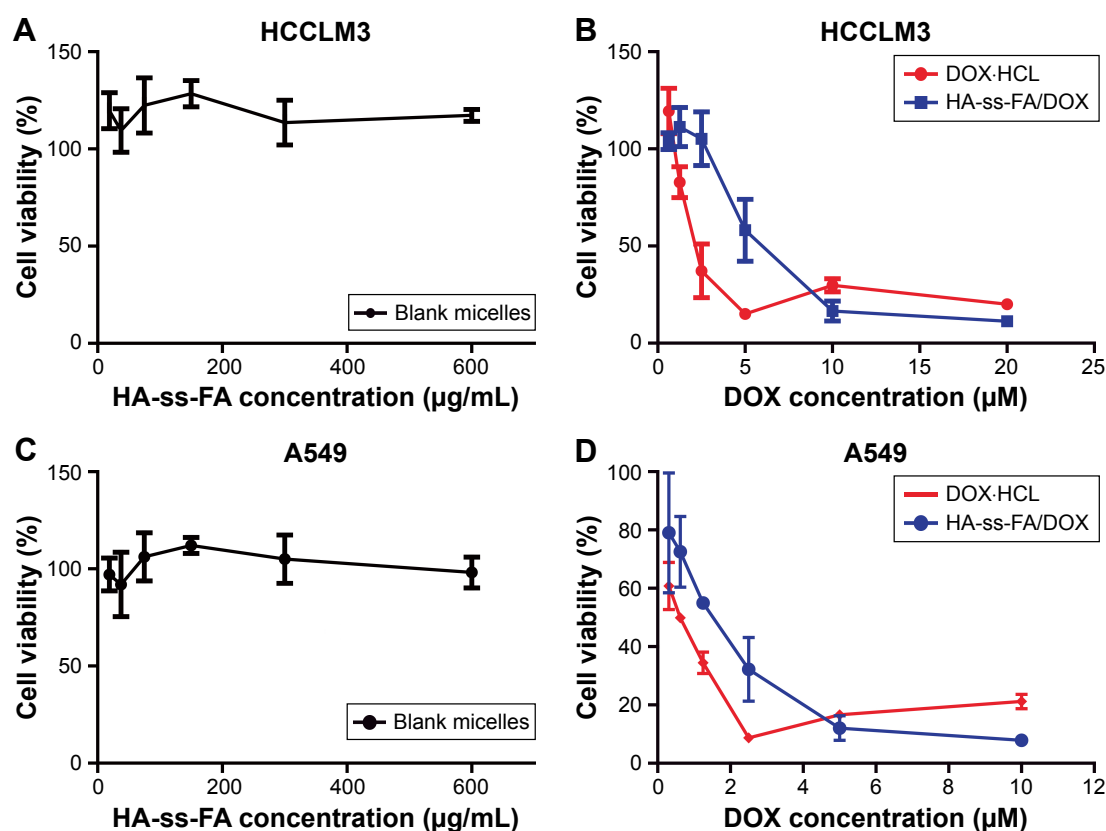 A
HCCLM3
150
100
50
0
Cell viability (%)
Blank micelles
0
200
400
600
HA-ss-FA concentration (µg/mL)
B
HCCLM3
150
100
50
0
Cell viability (%)
DOX·HCL
HA-ss-FA/DOX
0
5
10
15
20
25
DOX concentration (µM)
C
A549
150
100
50
0
Cell viability (%)
Blank micelles
0
200
400
600
HA-ss-FA concentration (µg/mL)
D
A549
100
80
60
40
20
0
Cell viability (%)
DOX·HCL
HA-ss-FA/DOX
0
2
4
6
8
10
12
DOX concentration (µM)